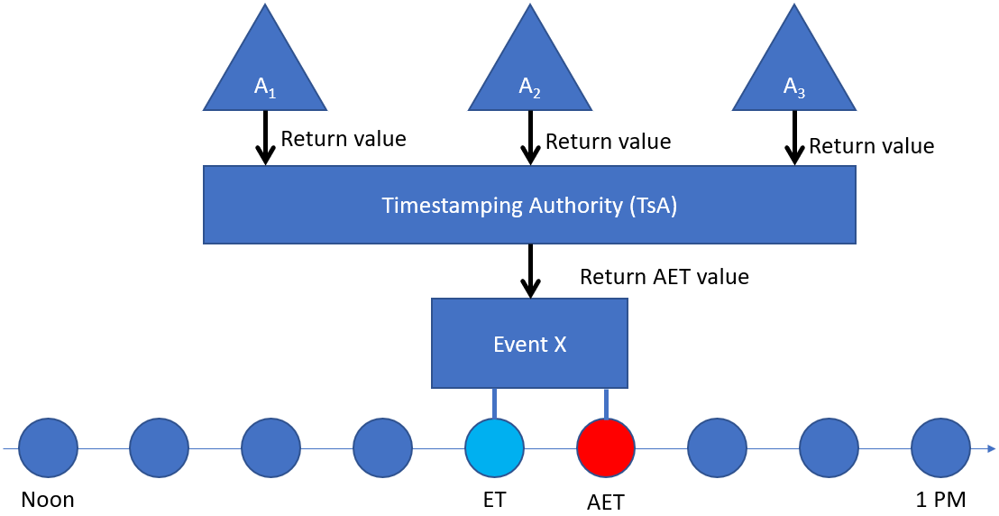 A1
A2
A3
Return value
Return value
Return value
Timestamping Authority (TsA)
Return AET value
Event X
Noon
ET
AET
1 PM